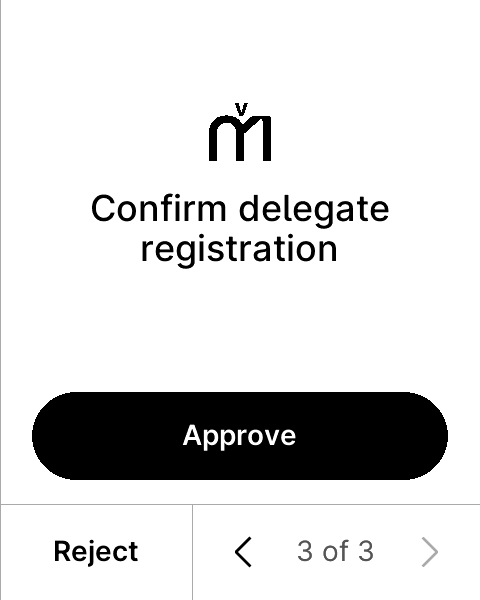 Confirm delegate
registration
Approve
Reject
3 of 3